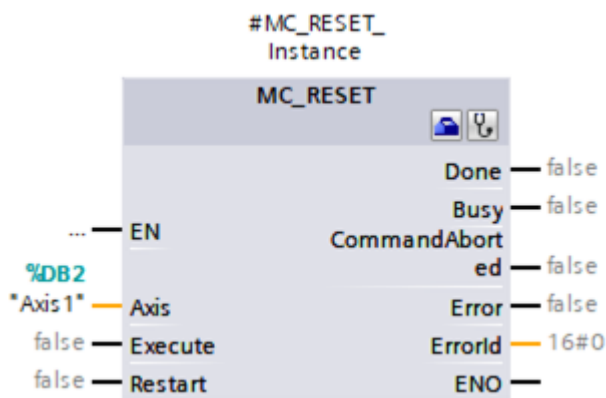 #MC_RESET_
Instance
MC_RESET
Done false
Busy false
... EN
CommandAbort
ed false
%DB2
"Axis1" Axis
Error false
false Execute
ErrorId 16#0
false Restart
ENO